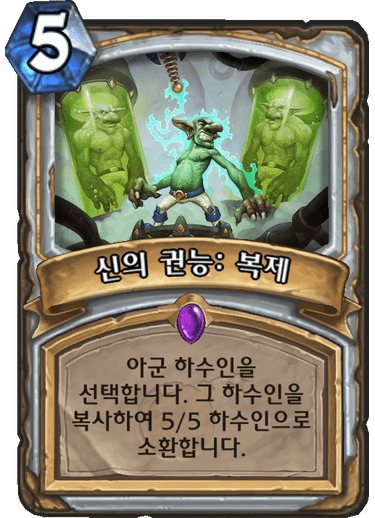 5
신의 권능: 복제
아군 하수인을
선택합니다. 그 하수인을
복사하여 5/5 하수인으로
소환합니다.